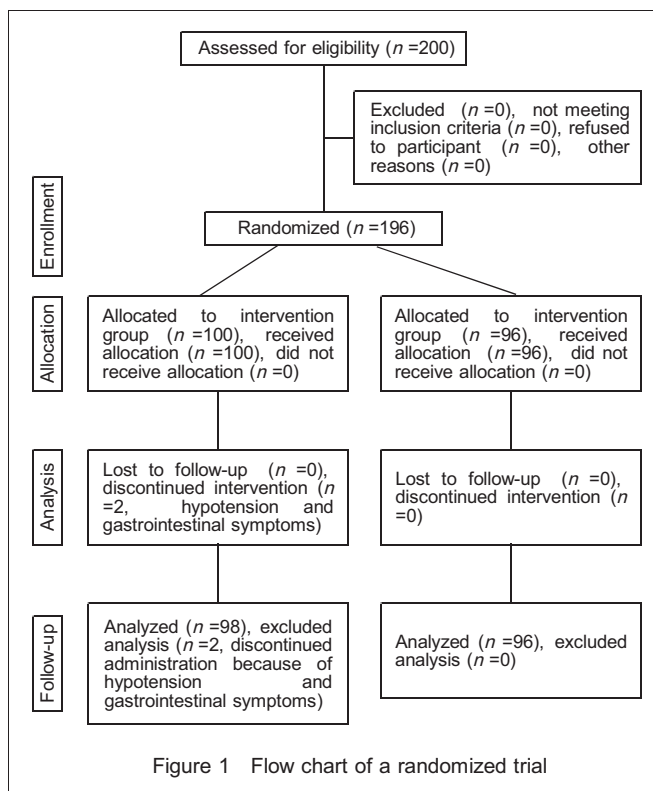 Assessed for eligibility (n =200)
Excluded (n =0), not meeting
inclusion criteria (n =0), refused
to participant (n =0), other
reasons (n =0)
Enrollment
Randomized (n =196)
Allocation
Allocated to intervention
group (n =100), received
allocation (n =100), did not
receive allocation (n =0)
Allocated to intervention
group (n =96), received
allocation (n =96), did not
receive allocation (n =0)
Analysis
Lost to follow-up (n =0),
discontinued intervention (n
=2, hypotension and
gastrointestinal symptoms)
Lost to follow-up (n =0),
discontinued intervention (n
=0)
Follow-up
Analyzed (n =98), excluded
analysis (n =2, discontinued
administration because of
hypotension and
gastrointestinal symptoms)
Analyzed (n =96), excluded
analysis (n =0)
Figure 1 Flow chart of a randomized trial